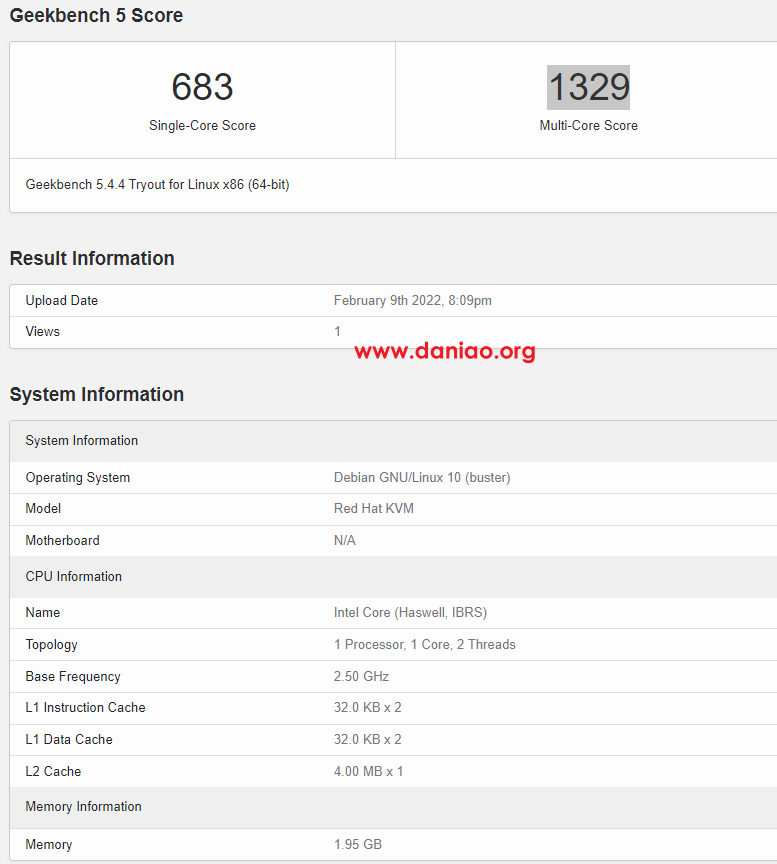 Geekbench 5 Score
683 1329
Single-Core Score Multi-Core Score
Geekbench 5.4.4 Tryout for Linux x86 (64-bit)
Result Information
Upload Date February 9th 2022, 8:09pm
Views 1
www.daniao.org
System Information
System Information
Operating System Debian GNU/Linux 10 (buster)
Model Red Hat KVM
Motherboard N/A
CPU Information
Name Intel Core (Haswell, IBRS)
Topology 1 Processor, 1 Core, 2 Threads
Base Frequency 2.50 GHz
L1 Instruction Cache 32.0 KB x 2
L1 Data Cache 32.0 KB x 2
L2 Cache 4.00 MB x 1
Memory Information
Memory 1.95 GB